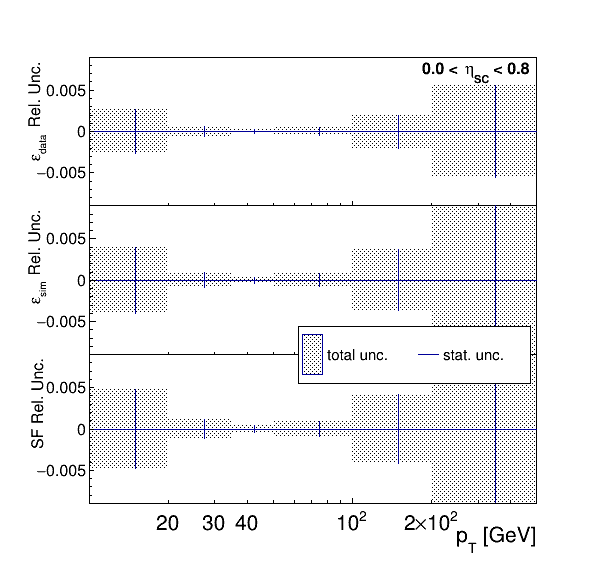 0.0 < η_SC < 0.8
ε_data Rel. Unc.
0.005
0
−0.005
ε_sim Rel. Unc.
0.005
0
−0.005
total unc. stat. unc.
SF Rel. Unc.
0.005
0
−0.005
20 30 40 10² 2×10²
p_T [GeV]